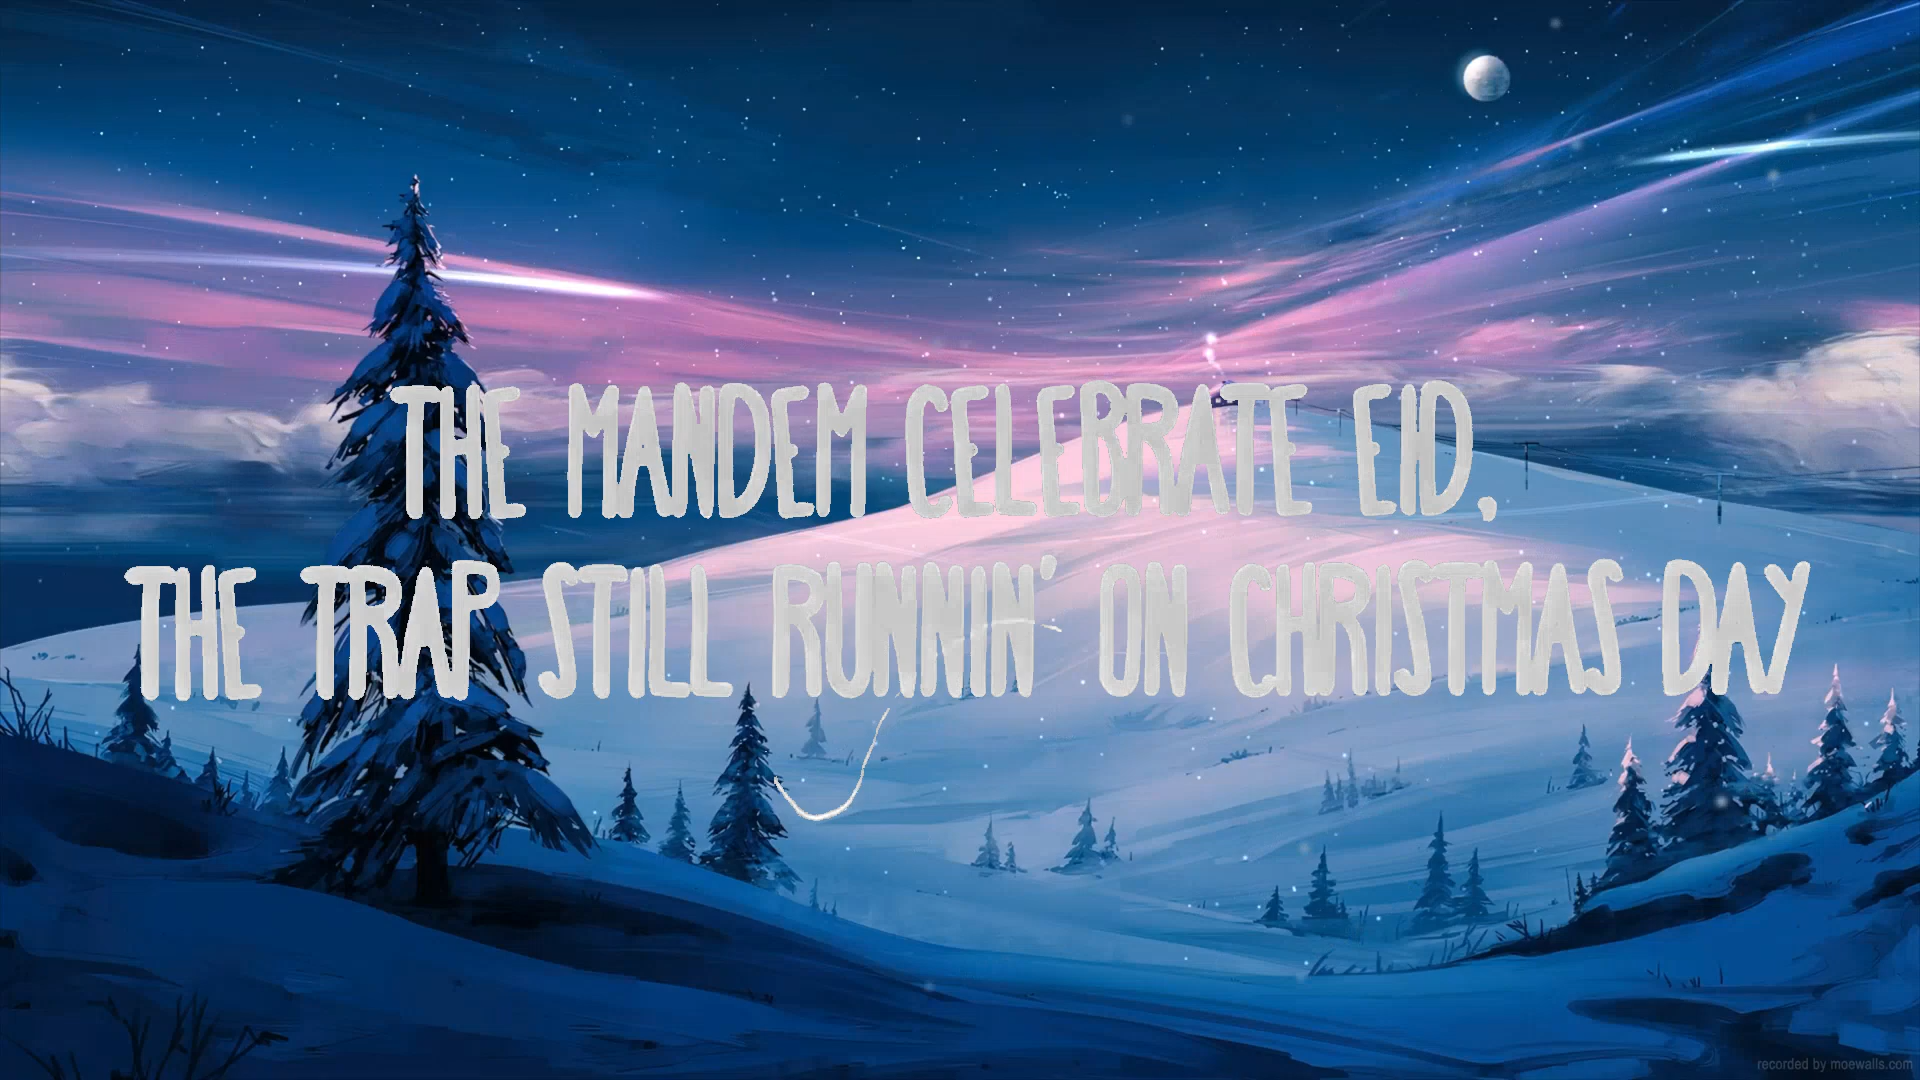 THE MANDEM CELEBRATE EID,
THE TRAP STILL RUNNIN' ON CHRISTMAS DAY
recorded by moewalls.com